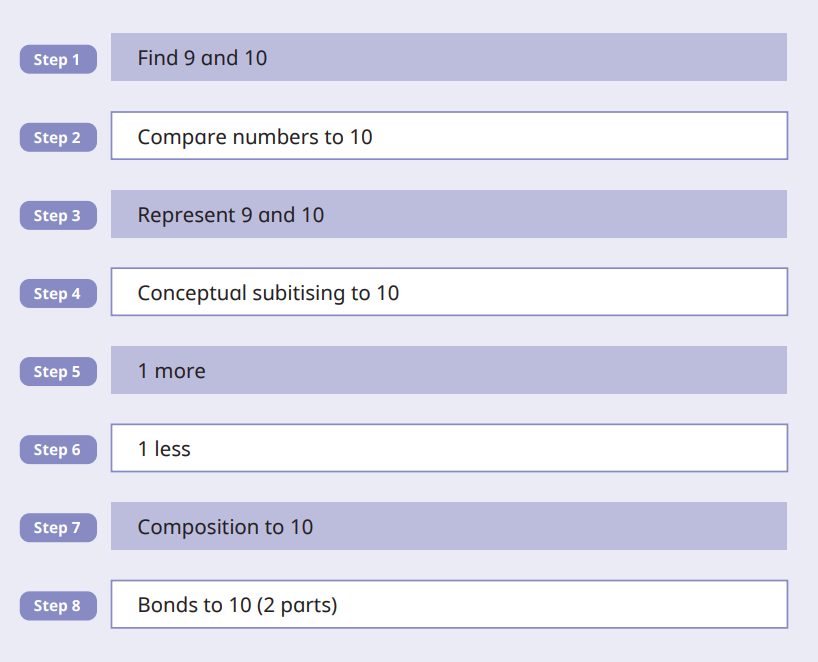 Step 1 Find 9 and 10
Step 2 Compare numbers to 10
Step 3 Represent 9 and 10
Step 4 Conceptual subitising to 10
Step 5 1 more
Step 6 1 less
Step 7 Composition to 10
Step 8 Bonds to 10 (2 parts)